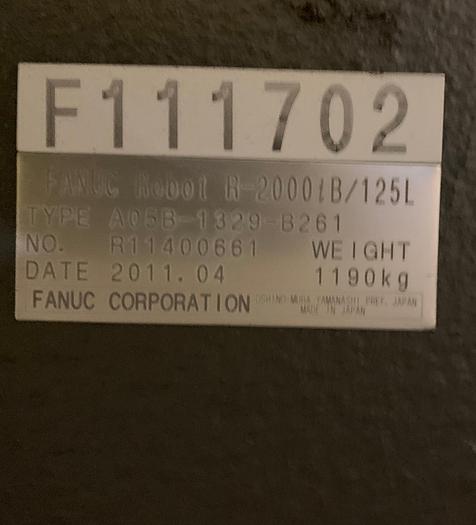 F111702
FANUC Robot R-2000iB/125L
TYPE A05B-1329-B261
NO. R11400661 WEIGHT
DATE 2011.04 1190kg
FANUC CORPORATION OSHINO-MURA, YAMANASHI PREF, JAPAN
MADE IN JAPAN